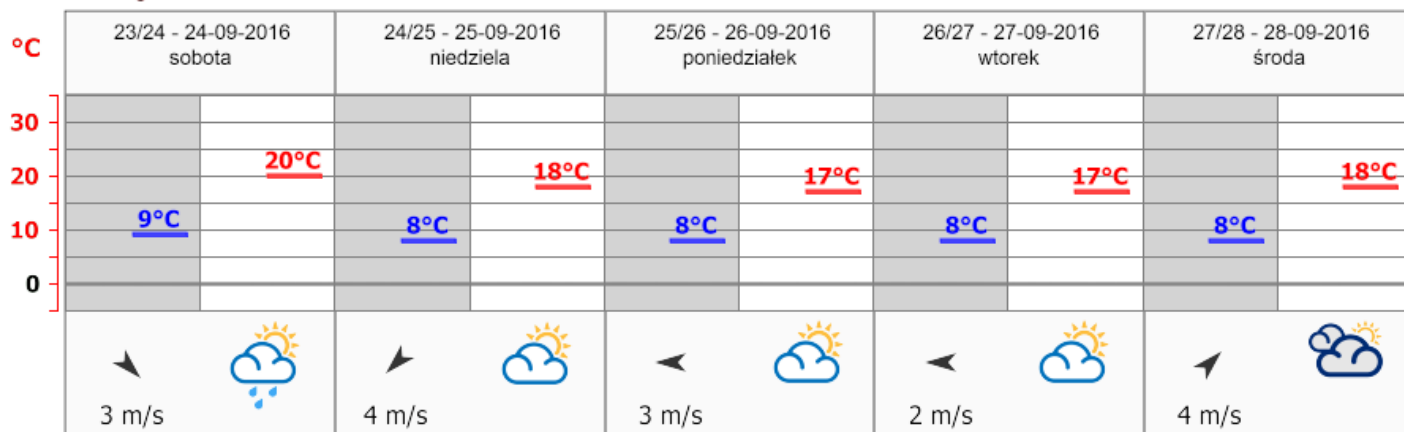 23/24 - 24-09-2016
sobota
24/25 - 25-09-2016
niedziela
25/26 - 26-09-2016
poniedziałek
26/27 - 27-09-2016
wtorek
27/28 - 28-09-2016
środa
°C
30
20
10
0
9°C
20°C
8°C
18°C
8°C
17°C
8°C
17°C
8°C
18°C
3 m/s
4 m/s
3 m/s
2 m/s
4 m/s